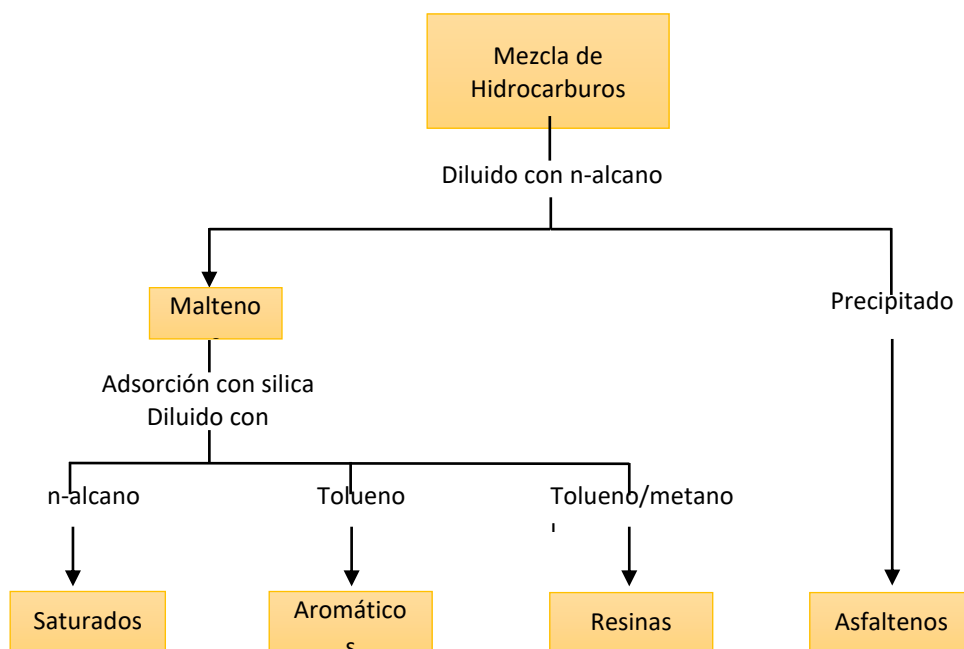 Mezcla de
Hidrocarburos
Diluido con n-alcano
Malteno
Precipitado
Adsorción con silica
Diluido con
n-alcano
Tolueno
Tolueno/metano
l
Saturados
Aromático
s
Resinas
Asfaltenos